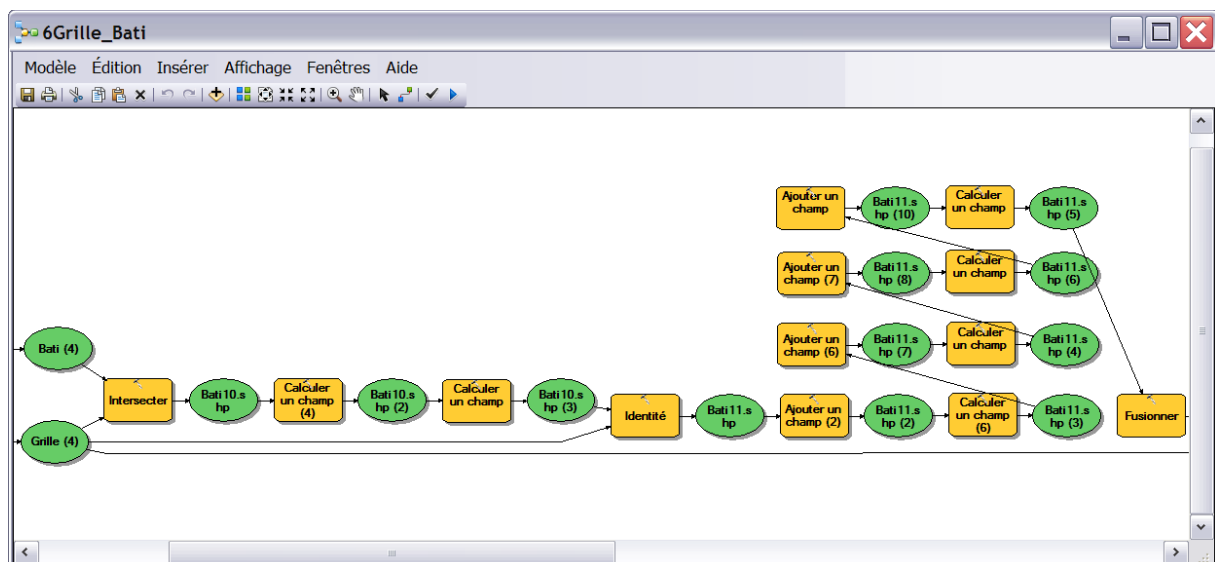 6Grille_Bati
Modèle Édition Insérer Affichage Fenêtres Aide
Ajouter un
champ
Bati11.s
hp (10)
Calculer
un champ
Bati11.s
hp (5)
Ajouter un
champ (7)
Bati11.s
hp (8)
Calculer
un champ
Bati11.s
hp (6)
Ajouter un
champ (6)
Bati11.s
hp (7)
Calculer
un champ
Bati11.s
hp (4)
Bati (4)
Intersecter
Bati10.s
hp
Calculer
un champ
(4)
Bati10.s
hp (2)
Calculer
un champ
Bati10.s
hp (3)
Identité
Bati11.s
hp
Ajouter un
champ (2)
Bati11.s
hp (2)
Calculer
un champ
(6)
Bati11.s
hp (3)
Fusionner
Grille (4)